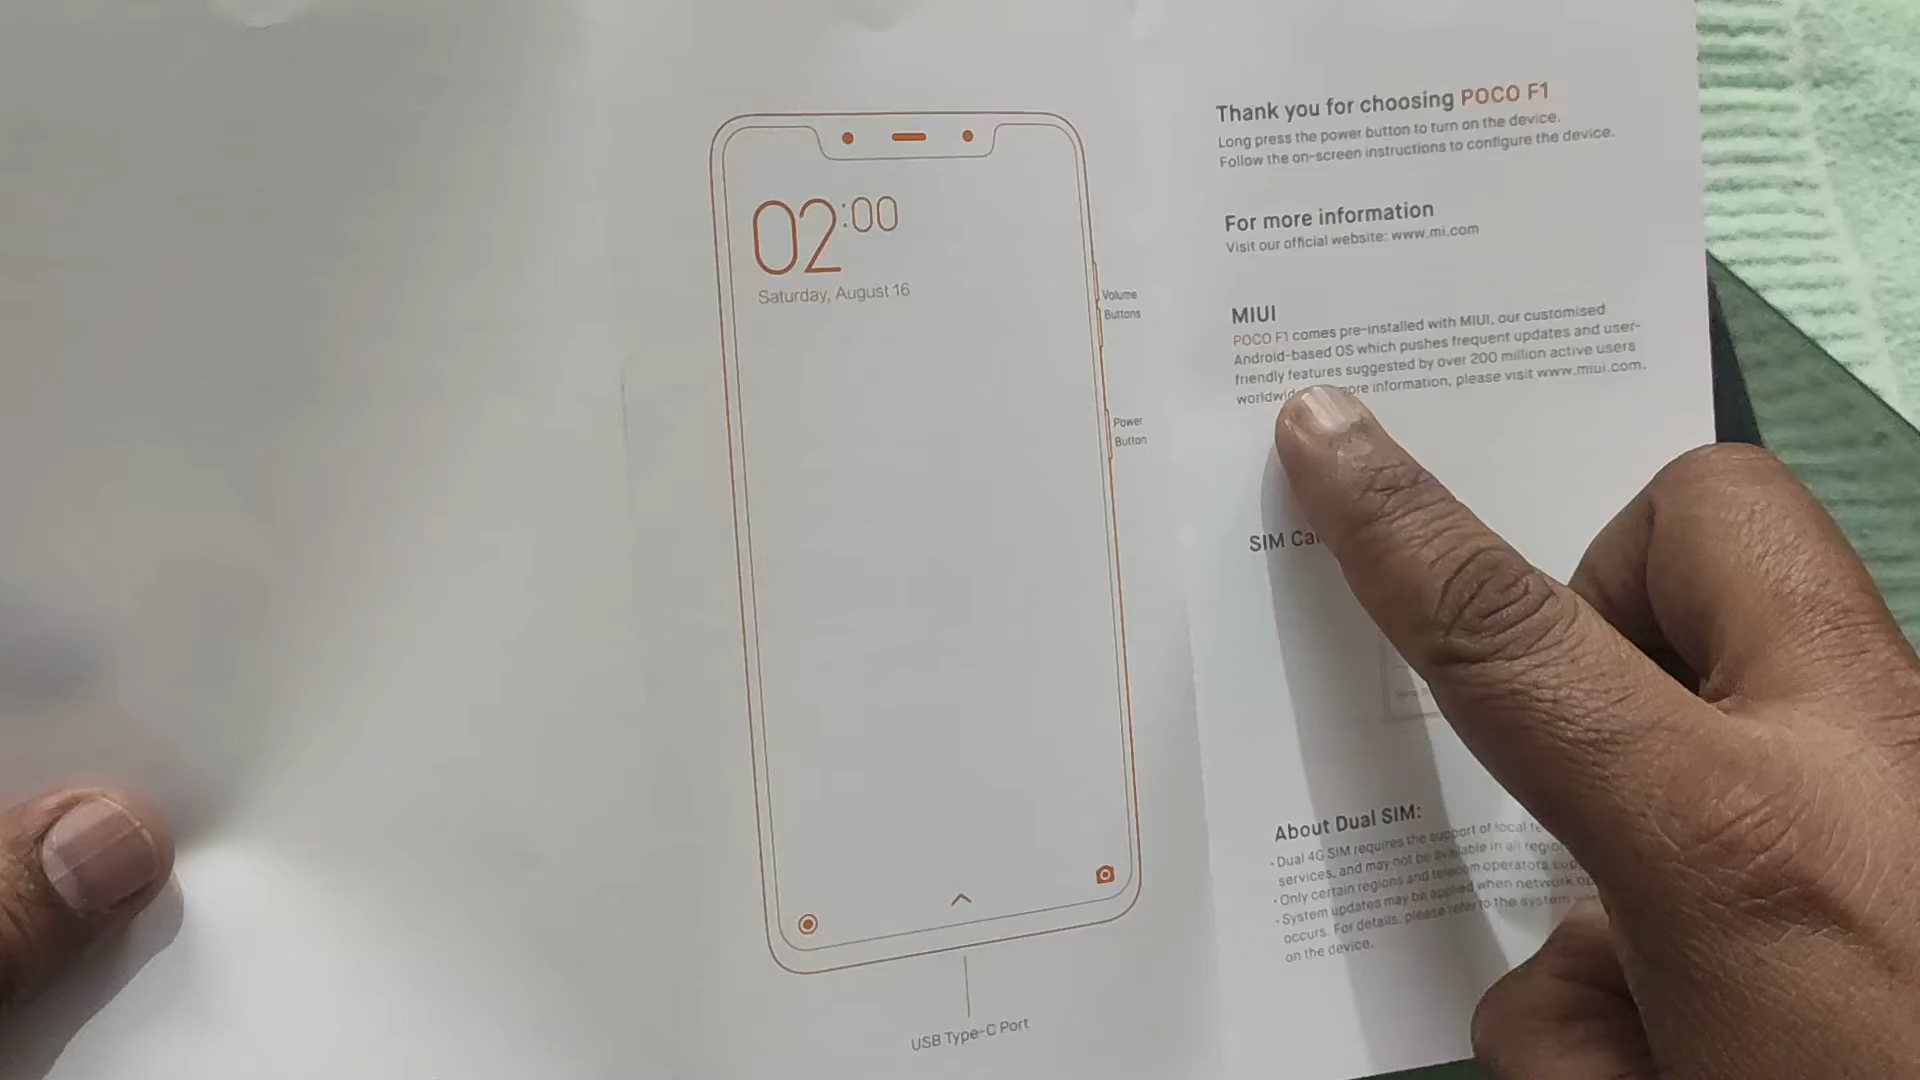 02:00
Saturday, August 16
Volume
Buttons
Power
Button
USB Type-C Port
Thank you for choosing POCO F1
Long press the power button to turn on the device.
Follow the on-screen instructions to configure the device.
For more information
Visit our official website: www.mi.com
MIUI
POCO F1 comes pre-installed with MIUI, our customised
Android-based OS which pushes frequent updates and user-
friendly features suggested by over 200 million active users
information, please visit www.miui.com.
SIM
About Dual SIM:
· Dual 4G SIM requires the support of local
services, and may not be available in all
· Only certain regions and telecom operators
· System updates may be applied when network
occurs. For details, please refer to the system
on the device.